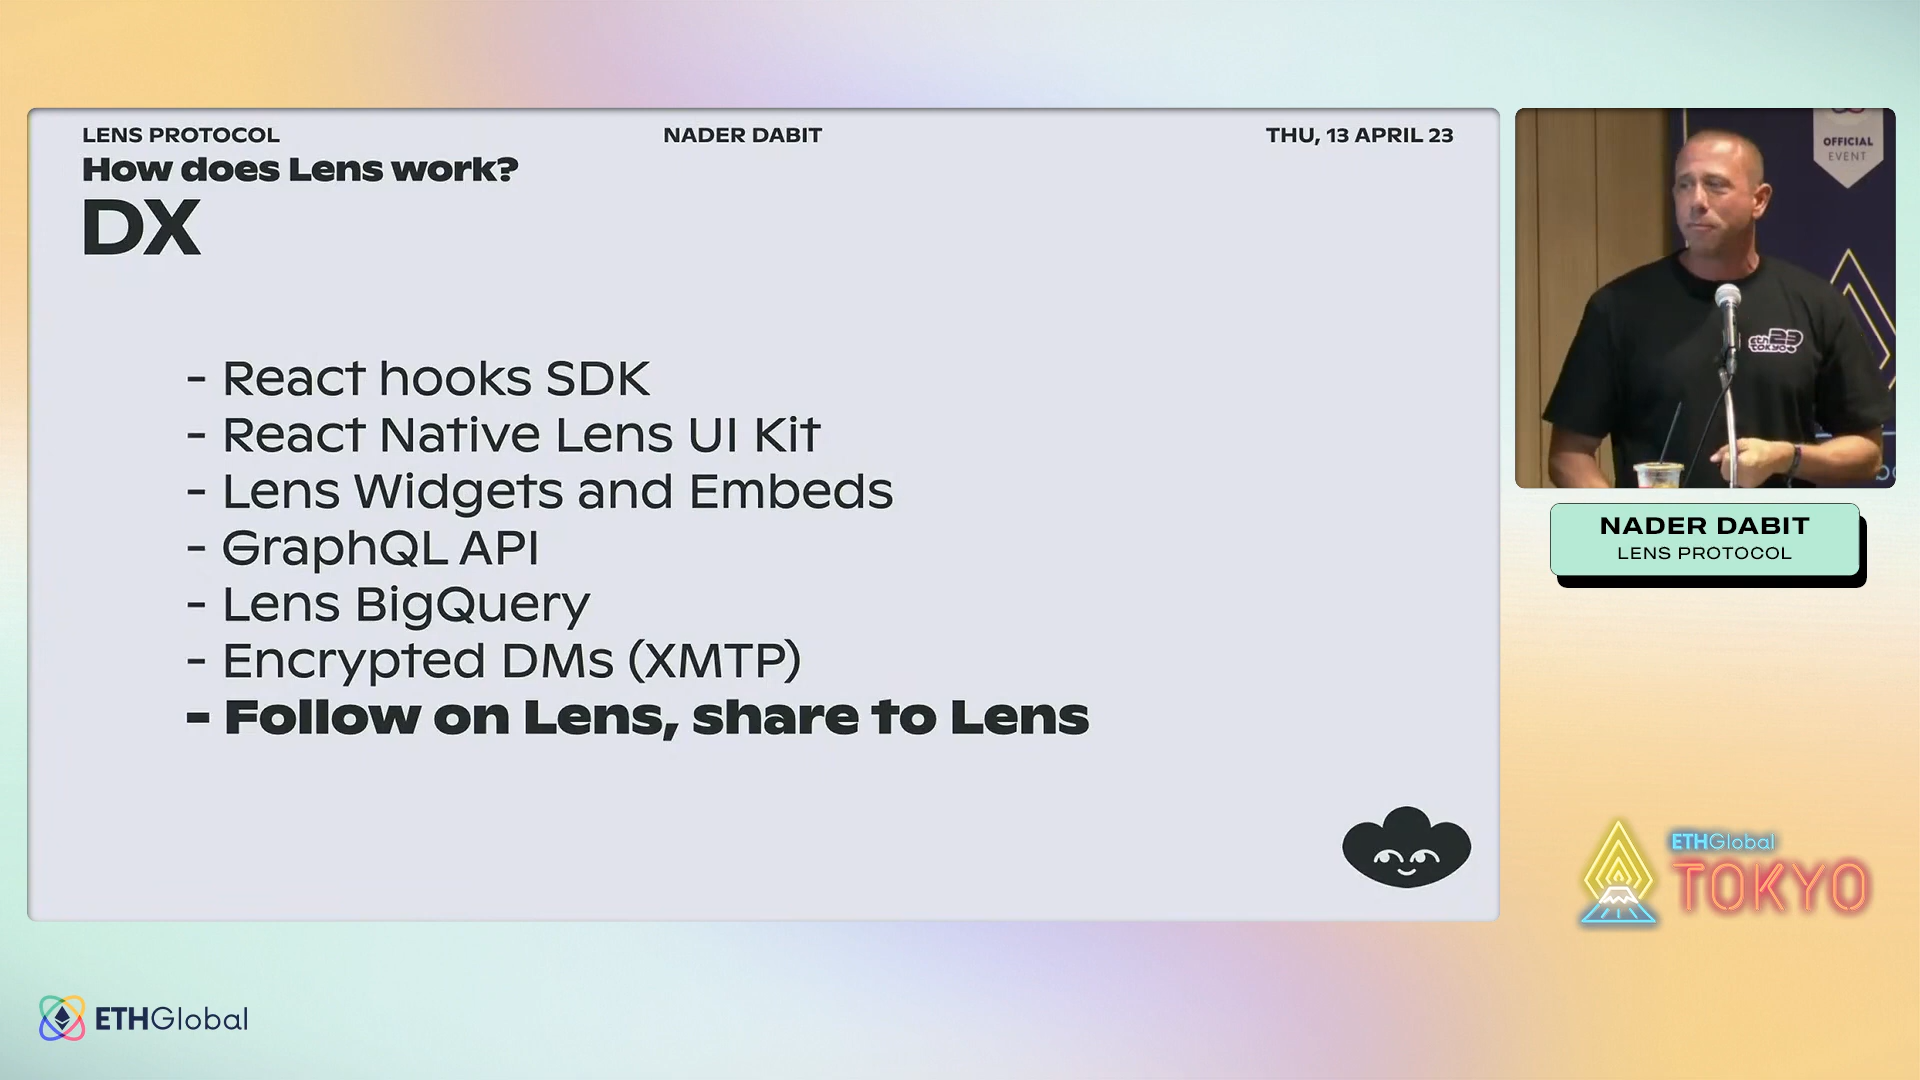 LENS PROTOCOL
NADER DABIT
THU, 13 APRIL 23
How does Lens work?
DX
- React hooks SDK
- React Native Lens UI Kit
- Lens Widgets and Embeds
- GraphQL API
- Lens BigQuery
- Encrypted DMs (XMTP)
- Follow on Lens, share to Lens
OFFICIAL
EVENT
eth23
tokyo
NADER DABIT
LENS PROTOCOL
ETHGlobal
TOKYO
ETHGlobal